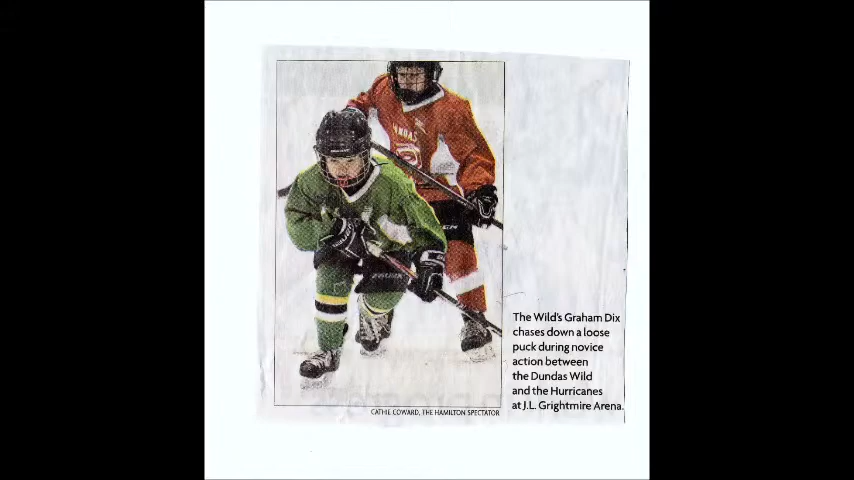 DUNDAS
The Wild's Graham Dix
chases down a loose
puck during novice
action between
the Dundas Wild
and the Hurricanes
at J.L. Grightmire Arena.
CATHIE COWARD, THE HAMILTON SPECTATOR